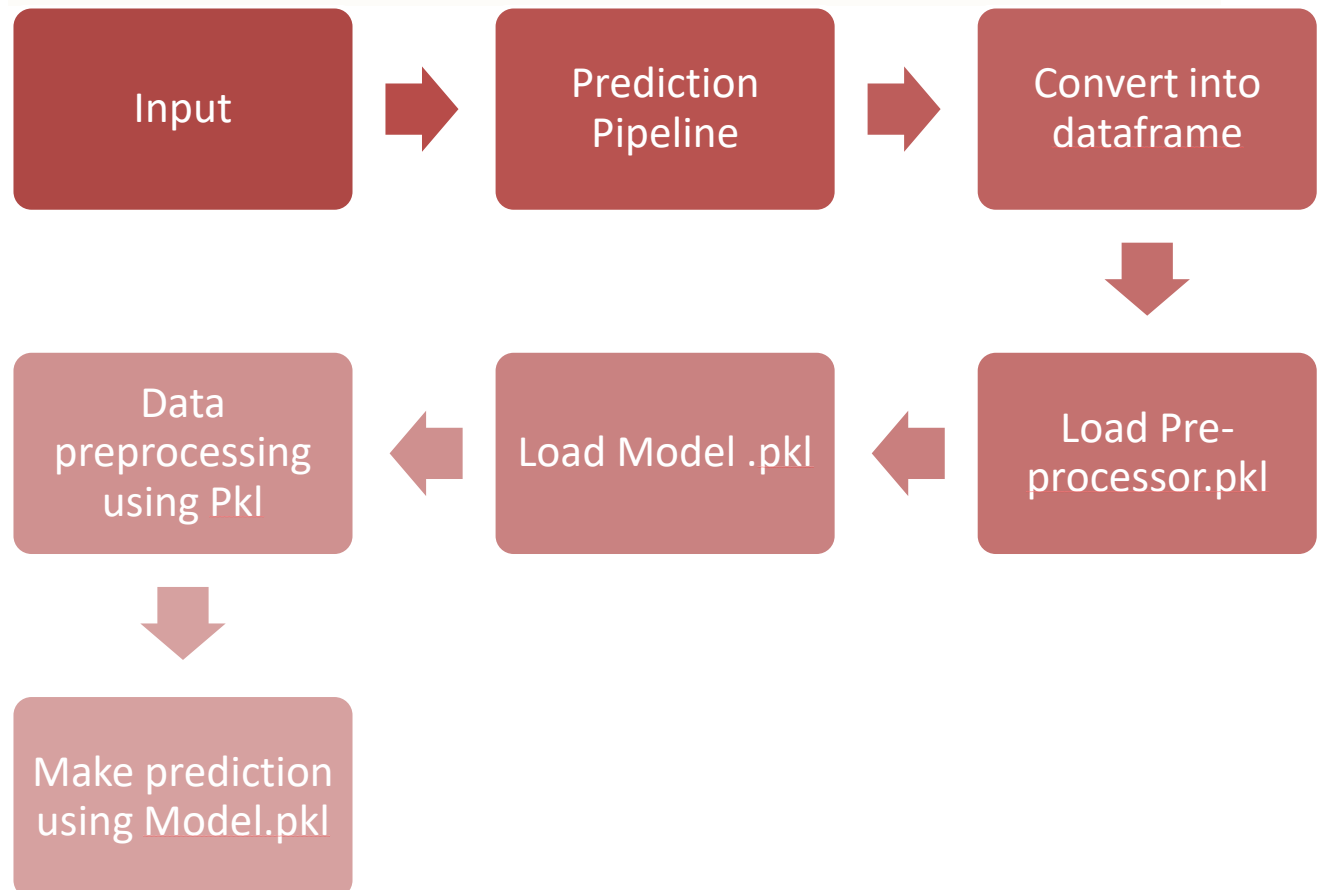 Input
Prediction
Pipeline
Convert into
dataframe
Load Pre-
processor.pkl
Load Model .pkl
Data
preprocessing
using Pkl
Make prediction
using Model.pkl